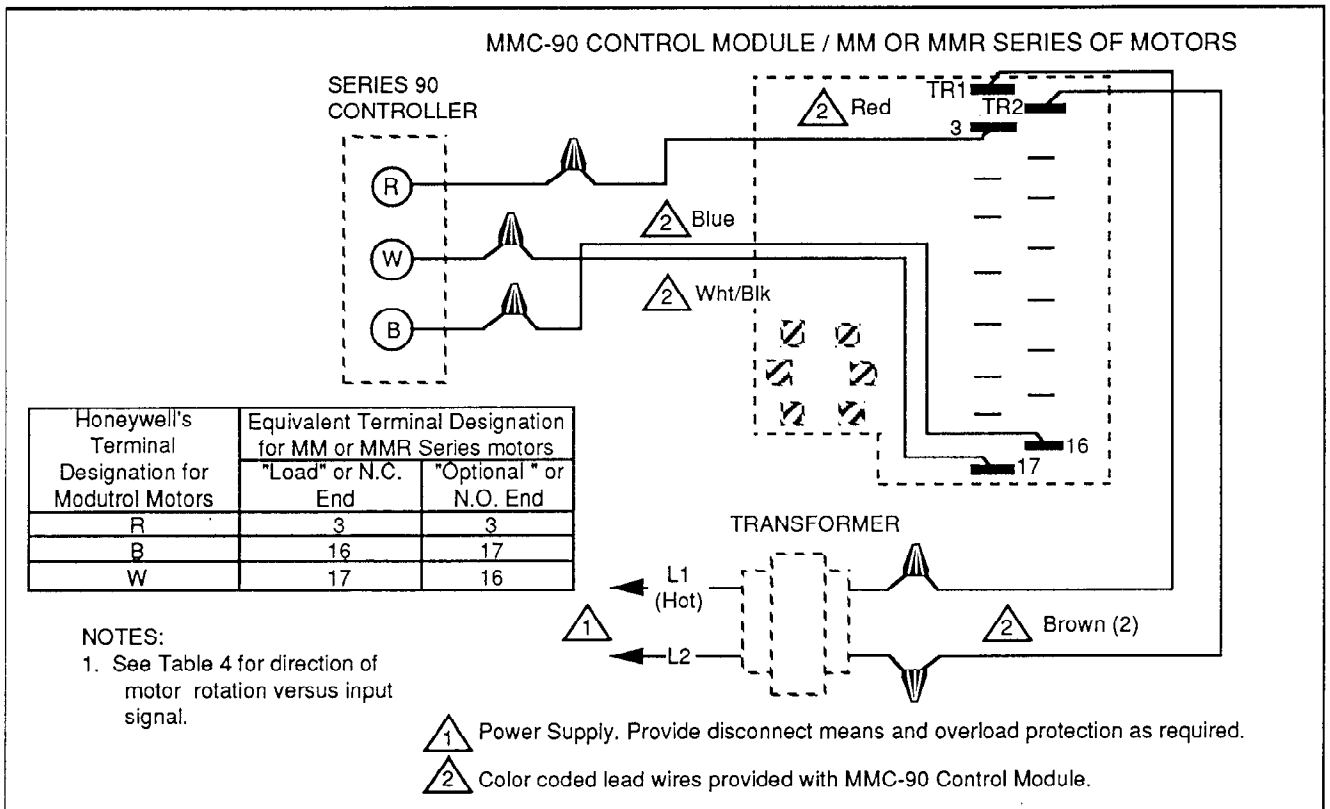 MMC-90 CONTROL MODULE / MM OR MMR SERIES OF MOTORS
SERIES 90
CONTROLLER
R
W
B
2 Red
2 Blue
2 Wht/Blk
TR1
TR2
3
16
17
Honeywell's
Terminal
Designation for
Modutrol Motors
Equivalent Terminal Designation
for MM or MMR Series motors
"Load" or N.C.
End
"Optional " or
N.O. End
R 3 3
B 16 17
W 17 16
TRANSFORMER
L1
(Hot)
1
L2
2 Brown (2)
NOTES:
1. See Table 4 for direction of
motor rotation versus input
signal.
1 Power Supply. Provide disconnect means and overload protection as required.
2 Color coded lead wires provided with MMC-90 Control Module.